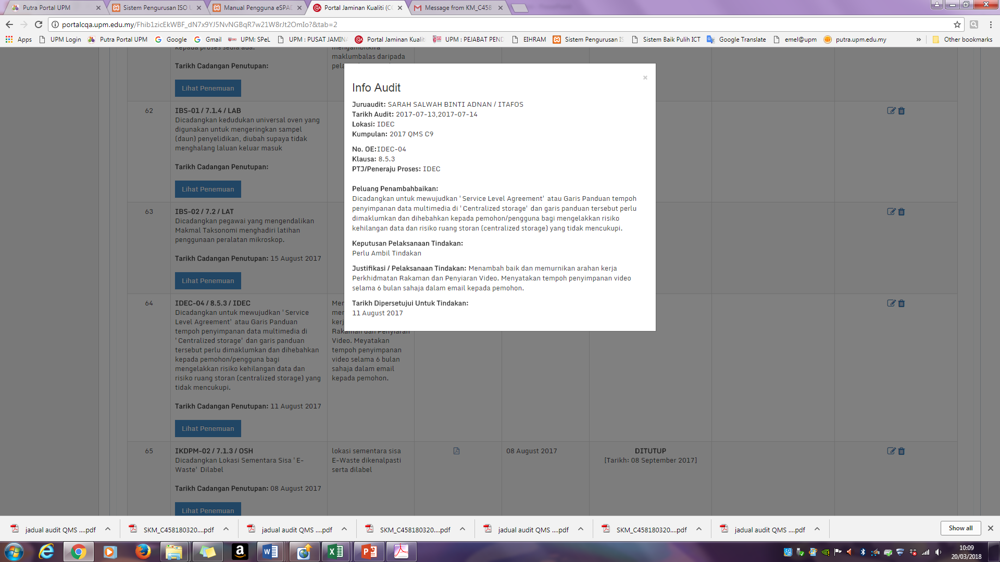 Putra Portal UPM
Sistem Pengurusan ISO U
Manual Pengguna eSPAD
Portal Jaminan Kualiti (CQ
Message from KM_C458
portalcqa.upm.edu.my/Fhib1zicEkWBF_dN7x9YJ5NvNGBqR7w21W8rJt2OmIo?&tab=2
Apps
UPM Login
Putra Portal UPM
Google
Gmail
UPM: SPeL
UPM : PUSAT JAMINA
Portal Jaminan Kualit
UPM : PEJABAT PEND
EIHRAM
Sistem Pengurusan IS
Sistem Baik Pulih ICT
Google Translate
emel@upm
putra.upm.edu.my
»
Other bookmarks
kepada proses sedia ada.
Tarikh Cadangan Penutupan:
Lihat Penemuan
mengambilkira
maklumbalas daripada
62
IBS-01 / 7.1.4 / LAB
Dicadangkan kedudukan universal oven yang
digunakan untuk mengeringkan sampel
(daun) penyelidikan, diubah supaya tidak
menghalang laluan keluar masuk
Tarikh Cadangan Penutupan:
Lihat Penemuan
63
IBS-02 / 7.2 / LAT
Dicadangkan pegawai yang mengendalikan
Makmal Taksonomi menghadiri latihan
penggunaan peralatan mikroskop.
Tarikh Cadangan Penutupan: 15 August 2017
Lihat Penemuan
64
IDEC-04 / 8.5.3 / IDEC
Dicadangkan untuk mewujudkan 'Service
Level Agreement' atau Garis Panduan
tempoh penyimpanan data multimedia di
'Centralized storage' dan garis panduan
tersebut perlu dimaklumkan dan dihebahkan
kepada pemohon/pengguna bagi
mengelakkan risiko kehilangan data dan
risiko ruang storan (centralized storage) yang
tidak mencukupi.
Tarikh Cadangan Penutupan: 11 August 2017
Lihat Penemuan
Rakaman dan Penyiaran
Video. Meyatakan
tempoh penyimpanan
video selama 6 bulan
sahaja dalam email
kepada pemohon.
65
IKDPM-02 / 7.1.3 / OSH
Dicadangkan Lokasi Sementara Sisa 'E-
Waste' Dilabel
Tarikh Cadangan Penutupan: 08 August 2017
Lihat Penemuan
lokasi sementara sisa
E-Waste dikenalpasti
serta dilabel
08 August 2017
DITUTUP
[Tarikh: 08 September 2017]
×
Info Audit
Juruaudit: SARAH SALWAH BINTI ADNAN / ITAFOS
Tarikh Audit: 2017-07-13,2017-07-14
Lokasi: IDEC
Kumpulan: 2017 QMS C9
No. OE:IDEC-04
Klausa: 8.5.3
PTJ/Peneraju Proses: IDEC
Peluang Penambahbaikan:
Dicadangkan untuk mewujudkan 'Service Level Agreement' atau Garis Panduan tempoh
penyimpanan data multimedia di 'Centralized storage' dan garis panduan tersebut perlu
dimaklumkan dan dihebahkan kepada pemohon/pengguna bagi mengelakkan risiko
kehilangan data dan risiko ruang storan (centralized storage) yang tidak mencukupi.
Keputusan Pelaksanaan Tindakan:
Perlu Ambil Tindakan
Justifikasi / Pelaksanaan Tindakan: Menambah baik dan memurnikan arahan kerja
Perkhidmatan Rakaman dan Penyiaran Video. Menyatakan tempoh penyimpanan video
selama 6 bulan sahaja dalam email kepada pemohon.
Tarikh Dipersetujui Untuk Tindakan:
11 August 2017
jadual audit QMS ....pdf
SKM_C458180320....pdf
jadual audit QMS ....pdf
SKM_C458180320....pdf
jadual audit QMS ....pdf
SKM_C458180320....pdf
jadual audit QMS ....pdf
Show all
10:09
20/03/2018